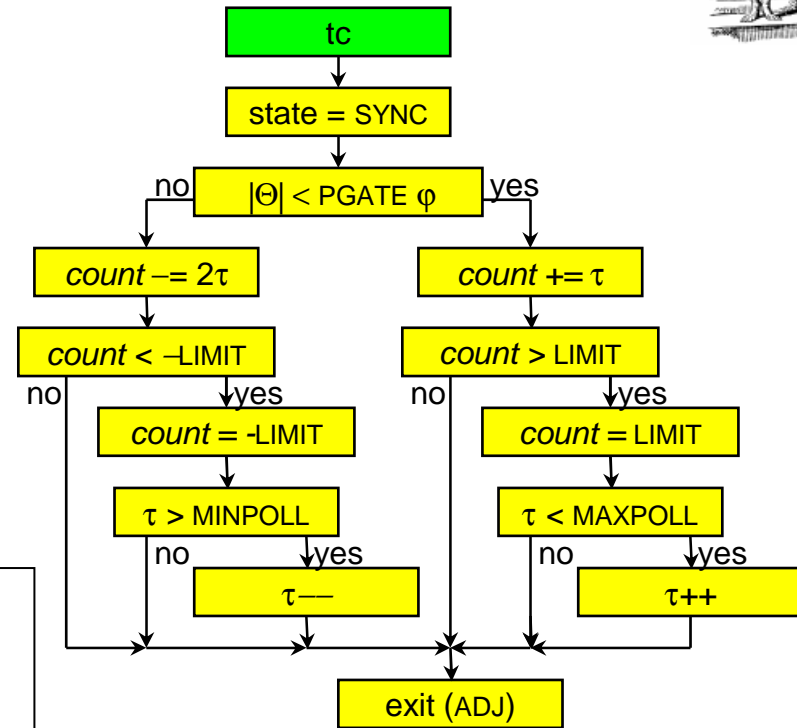 tc
state = SYNC
no
|Θ| < PGATE φ
yes
count –= 2τ
count += τ
count < –LIMIT
count > LIMIT
no
yes
no
yes
count = -LIMIT
count = LIMIT
τ > MINPOLL
τ < MAXPOLL
no
yes
no
yes
τ––
τ++
exit (ADJ)